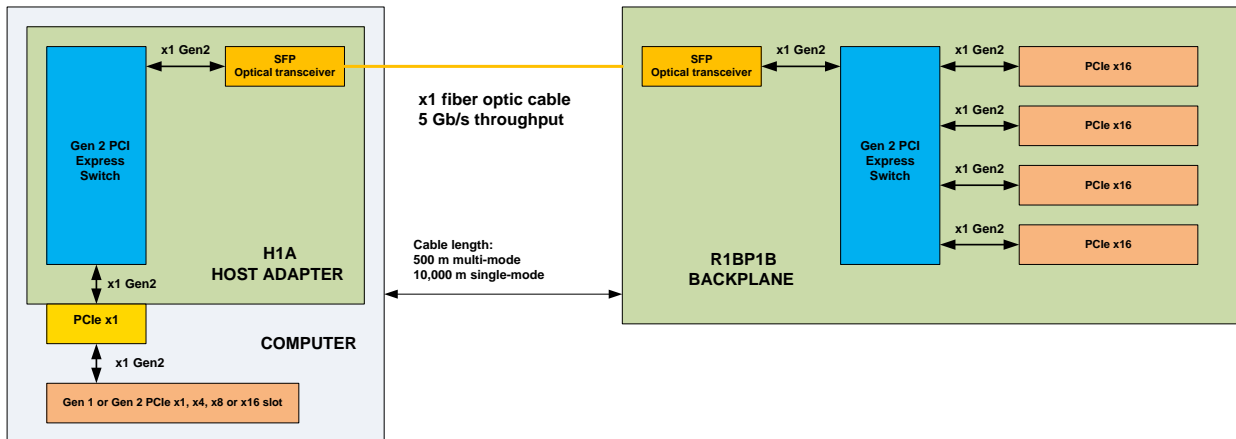 x1 Gen2
SFP
Optical transceiver
Gen 2 PCI
Express
Switch
H1A
HOST ADAPTER
x1 Gen2
PCIe x1
COMPUTER
x1 Gen2
Gen 1 or Gen 2 PCIe x1, x4, x8 or x16 slot
x1 fiber optic cable
5 Gb/s throughput
Cable length:
500 m multi-mode
10,000 m single-mode
SFP
Optical transceiver
x1 Gen2
Gen 2 PCI
Express
Switch
x1 Gen2
PCIe x16
x1 Gen2
PCIe x16
x1 Gen2
PCIe x16
x1 Gen2
PCIe x16
R1BP1B
BACKPLANE